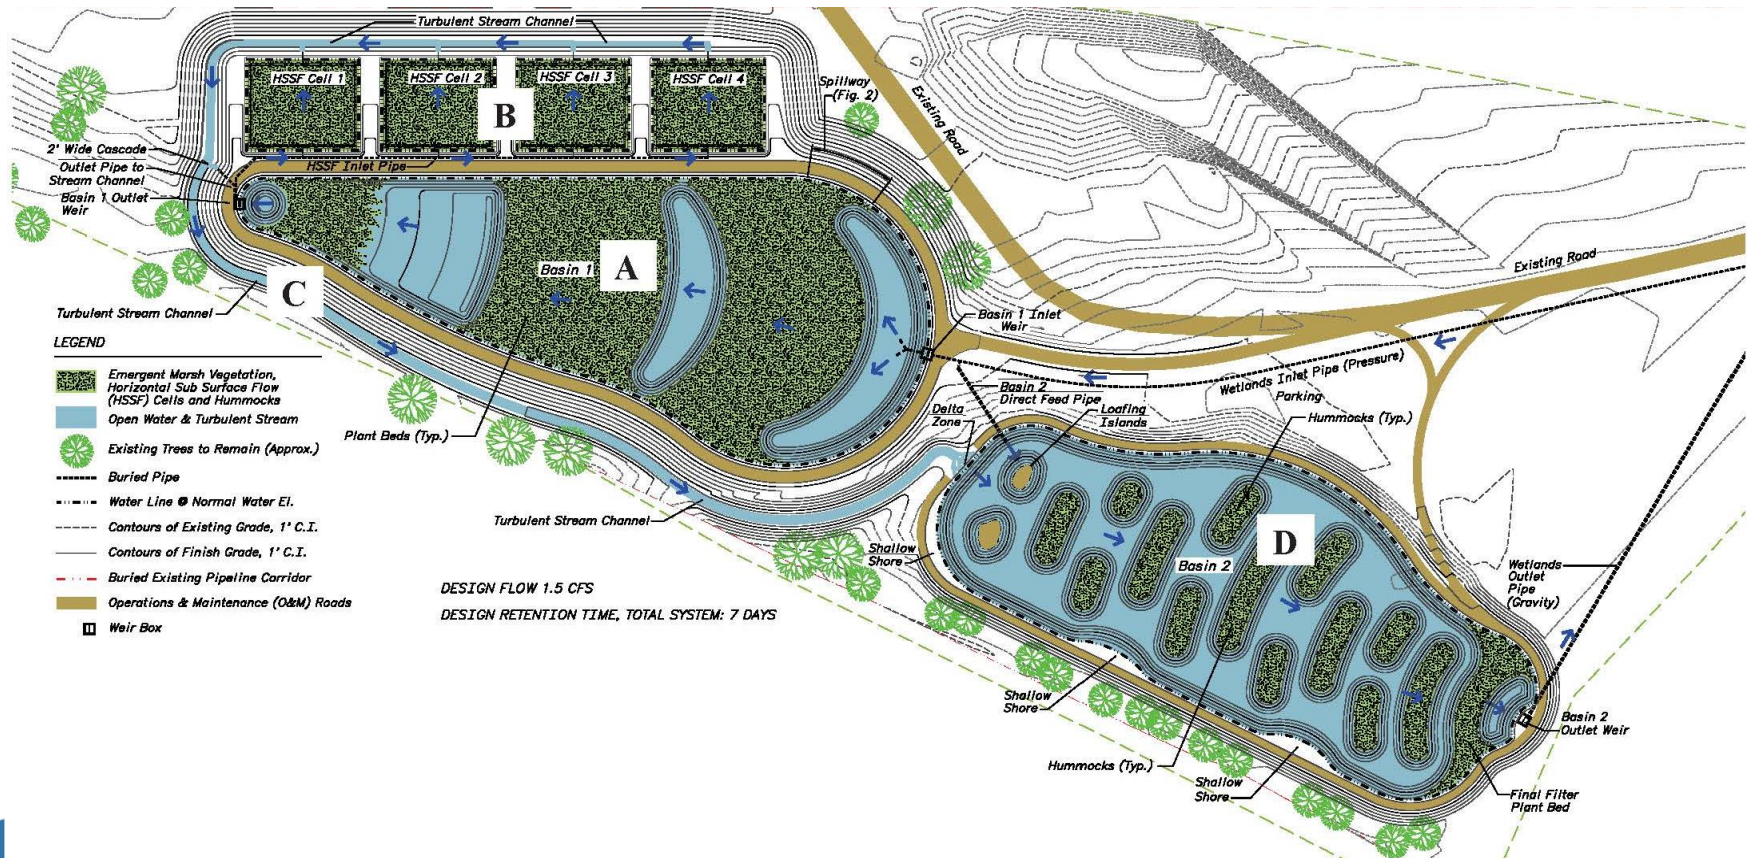 Turbulent Stream Channel
HSSF Cell 1
HSSF Cell 2
HSSF Cell 3
HSSF Cell 4
B
Spillway
(Fig. 2)
Existing Road
2' Wide Cascade
Outlet Pipe to
Stream Channel
Basin 1 Outlet
Weir
HSSF Inlet Pipe
Basin 1
A
C
Turbulent Stream Channel
Existing Road
Basin 1 Inlet
Weir
Wetlands Inlet Pipe (Pressure)
Basin 2
Direct Feed Pipe
Parking
Delta
Zone
Loafing
Islands
Hummocks (Typ.)
Plant Beds (Typ.)
Turbulent Stream Channel
Shallow
Shore
D
Basin 2
Wetlands
Outlet
Pipe
(Gravity)
Shallow
Shore
Hummocks (Typ.)
Shallow
Shore
Basin 2
Outlet Weir
Final Filter
Plant Bed
LEGEND
Emergent Marsh Vegetation,
Horizontal Sub Surface Flow
(HSSF) Cells and Hummocks
Open Water & Turbulent Stream
Existing Trees to Remain (Approx.)
Buried Pipe
Water Line @ Normal Water El.
Contours of Existing Grade, 1' C.I.
Contours of Finish Grade, 1' C.I.
Buried Existing Pipeline Corridor
Operations & Maintenance (O&M) Roads
Weir Box
DESIGN FLOW 1.5 CFS
DESIGN RETENTION TIME, TOTAL SYSTEM: 7 DAYS